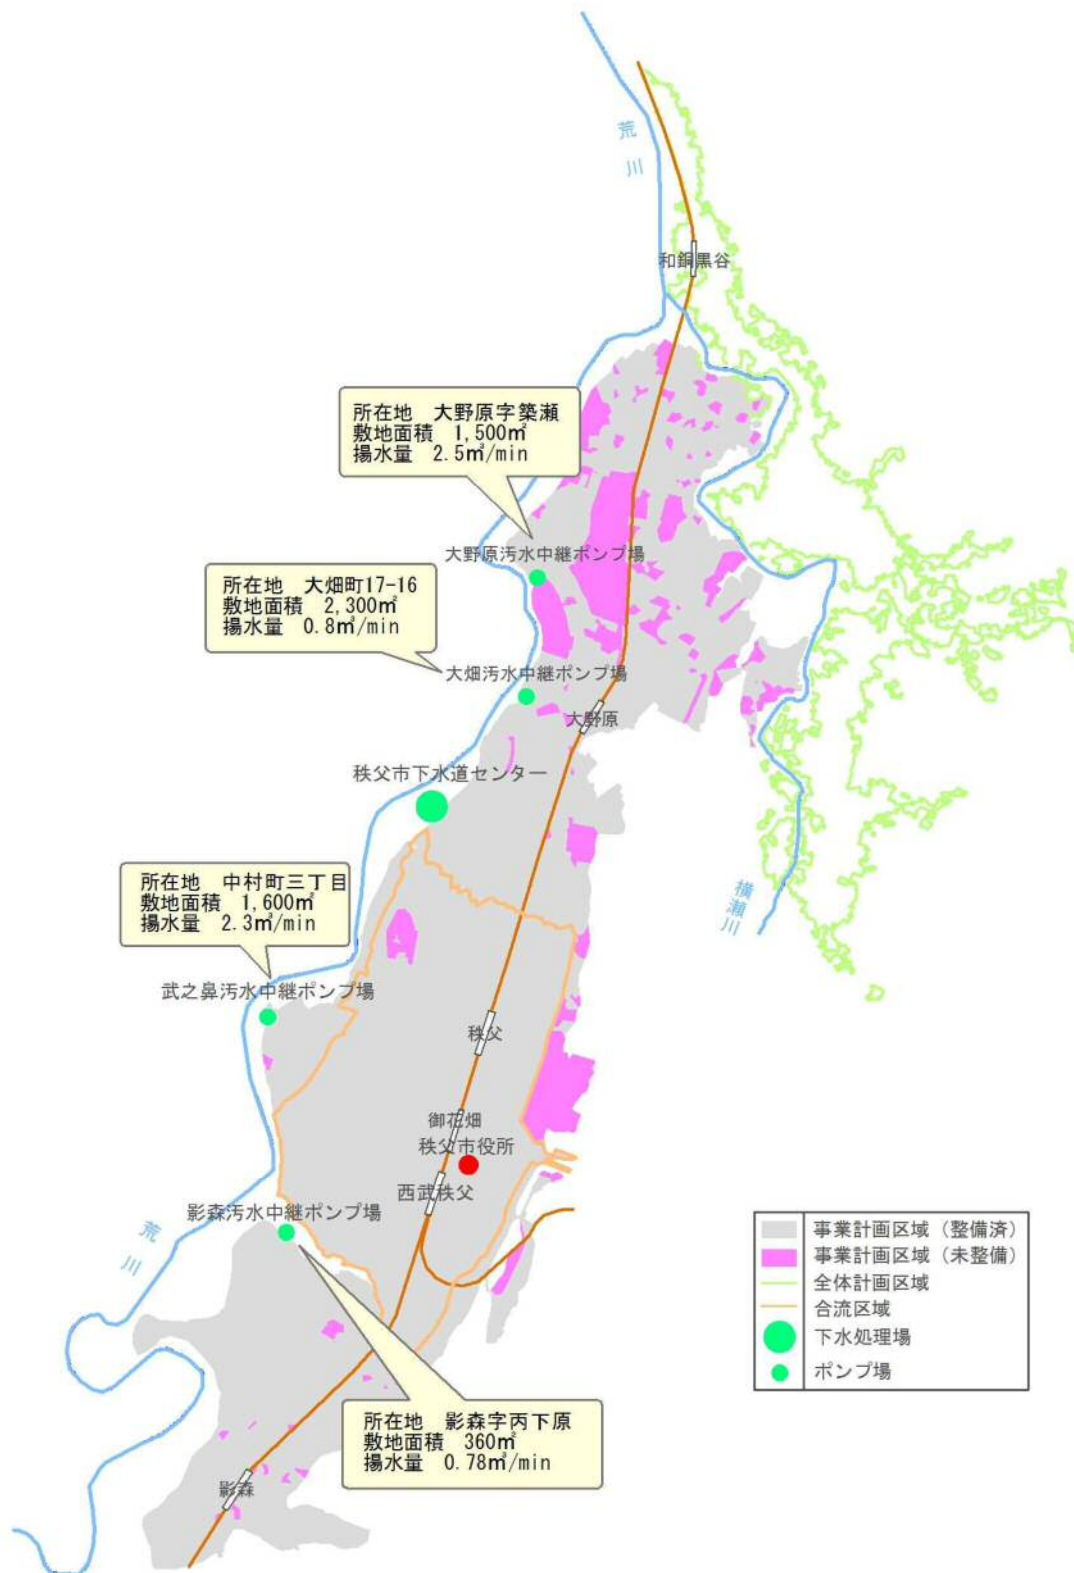 荒
川
和銅黒谷
所在地　大野原字築瀬
敷地面積　1,500㎡
揚水量　2.5㎥/min
大野原汚水中継ポンプ場
所在地　大畑町17-16
敷地面積　2,300㎡
揚水量　0.8㎥/min
大畑汚水中継ポンプ場
大野原
秩父市下水道センター
所在地　中村町三丁目
敷地面積　1,600㎡
揚水量　2.3㎥/min
横
瀬
川
武之鼻汚水中継ポンプ場
秩父
御花畑
秩父市役所
西武秩父
影森汚水中継ポンプ場
荒
川
事業計画区域（整備済）
事業計画区域（未整備）
全体計画区域
合流区域
下水処理場
ポンプ場
所在地　影森字丙下原
敷地面積　360㎡
揚水量　0.78㎥/min
影森